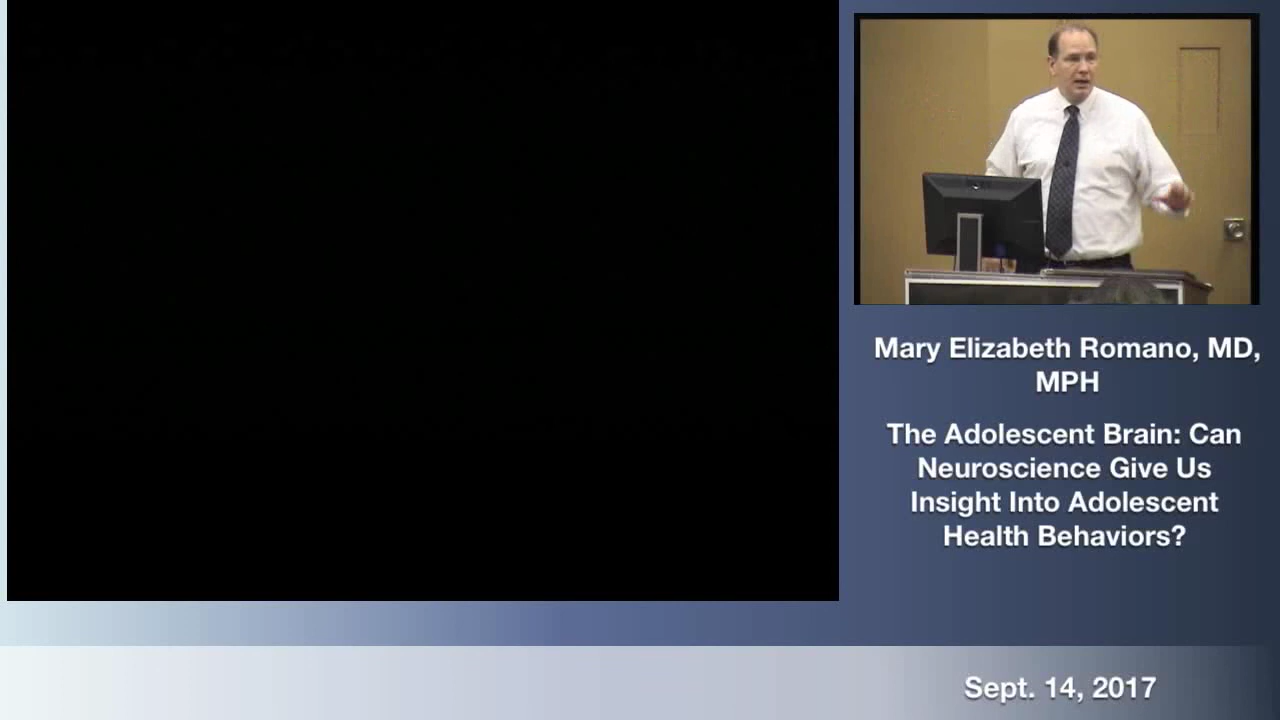 Mary Elizabeth Romano, MD,
MPH
The Adolescent Brain: Can
Neuroscience Give Us
Insight Into Adolescent
Health Behaviors?
Sept. 14, 2017